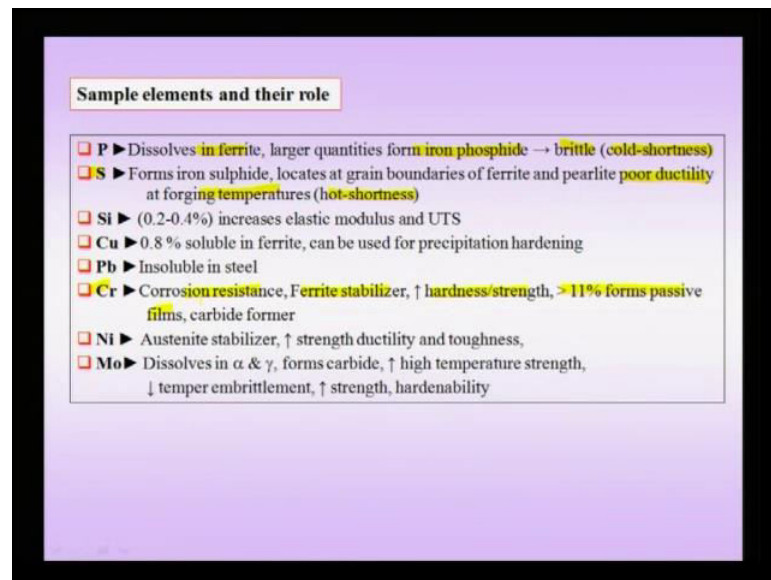 Sample elements and their role
❑ P ►Dissolves in ferrite, larger quantities form iron phosphide → brittle (cold-shortness)
❑ S ►Forms iron sulphide, locates at grain boundaries of ferrite and pearlite poor ductility
at forging temperatures (hot-shortness)
❑ Si ► (0.2-0.4%) increases elastic modulus and UTS
❑ Cu ►0.8 % soluble in ferrite, can be used for precipitation hardening
❑ Pb ► Insoluble in steel
❑ Cr ► Corrosion resistance, Ferrite stabilizer, ↑ hardness/strength, > 11% forms passive
films, carbide former
❑ Ni ► Austenite stabilizer, ↑ strength ductility and toughness,
❑ Mo► Dissolves in α & γ, forms carbide, ↑ high temperature strength,
↓ temper embrittlement, ↑ strength, hardenability